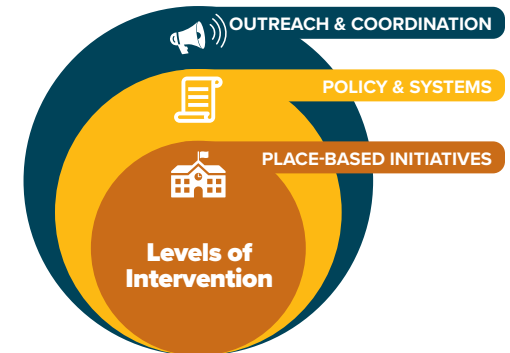 OUTREACH & COORDINATION
POLICY & SYSTEMS
PLACE-BASED INITIATIVES
Levels of
Intervention